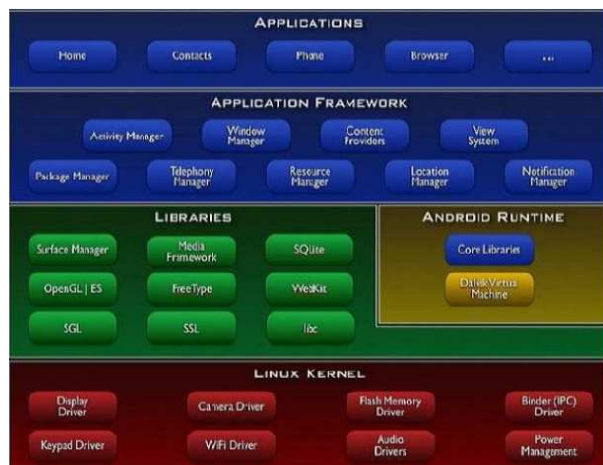 APPLICATIONS
Home
Contacts
Phone
Browser
...
APPLICATION FRAMEWORK
Activity Manager
Window
Manager
Content
Providers
View
System
Package Manager
Telephony
Manager
Resource
Manager
Location
Manager
Notification
Manager
LIBRARIES
Surface Manager
Media
Framework
SQLite
OpenGL | ES
FreeType
WebKit
SGL
SSL
libc
ANDROID RUNTIME
Core Libraries
Dalvik Virtual
Machine
LINUX KERNEL
Display
Driver
Camera Driver
Flash Memory
Driver
Binder (IPC)
Driver
Keypad Driver
WiFi Driver
Audio
Drivers
Power
Management